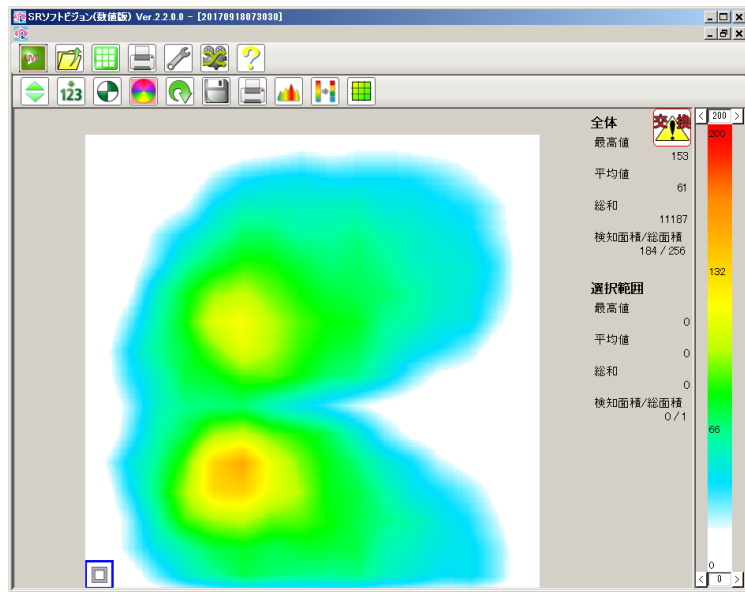 SRソフトビジョン(数値版) Ver.2.2.0.0 - [20170918073030]
123
全体
交換
最高値
153
平均値
61
総和
11187
検知面積/総面積
184 / 256
選択範囲
最高値
0
平均値
0
総和
0
検知面積/総面積
0 / 1
200
200
132
66
0
0